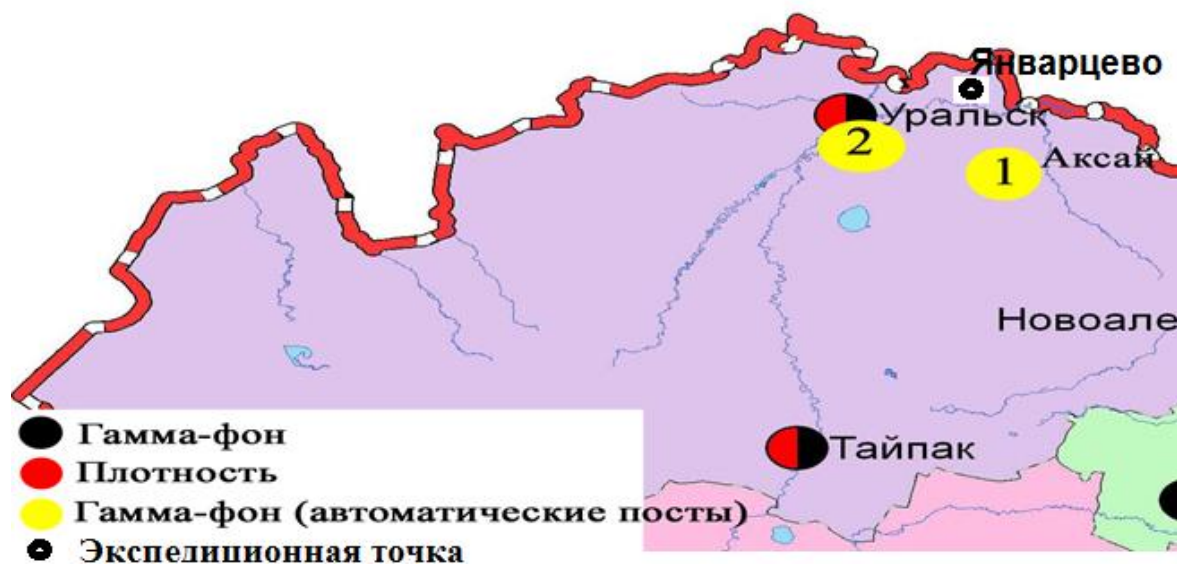 Январцево
Уральск
2
1
Аксай
Новоале
Тайпак
Гамма-фон
Плотность
Гамма-фон (автоматические посты)
Экспедиционная точка